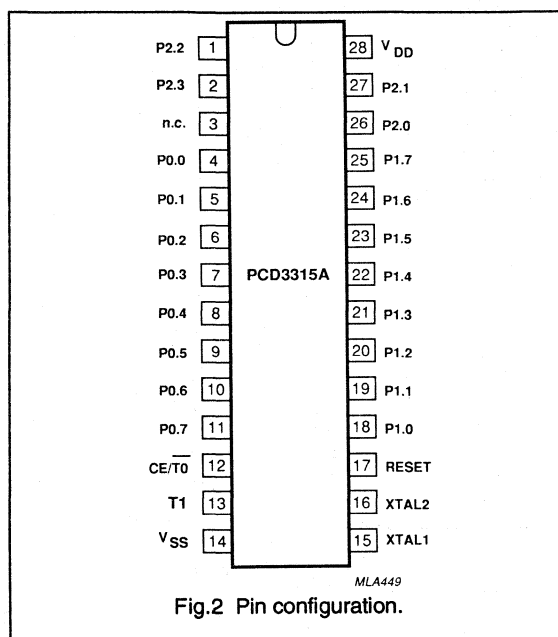 P2.2 1 28 VDD
P2.3 2 27 P2.1
n.c. 3 26 P2.0
P0.0 4 25 P1.7
P0.1 5 24 P1.6
P0.2 6 23 P1.5
P0.3 7 PCD3315A 22 P1.4
P0.4 8 21 P1.3
P0.5 9 20 P1.2
P0.6 10 19 P1.1
P0.7 11 18 P1.0
CE/T̅0̅ 12 17 RESET
T1 13 16 XTAL2
VSS 14 15 XTAL1
MLA449
Fig.2 Pin configuration.